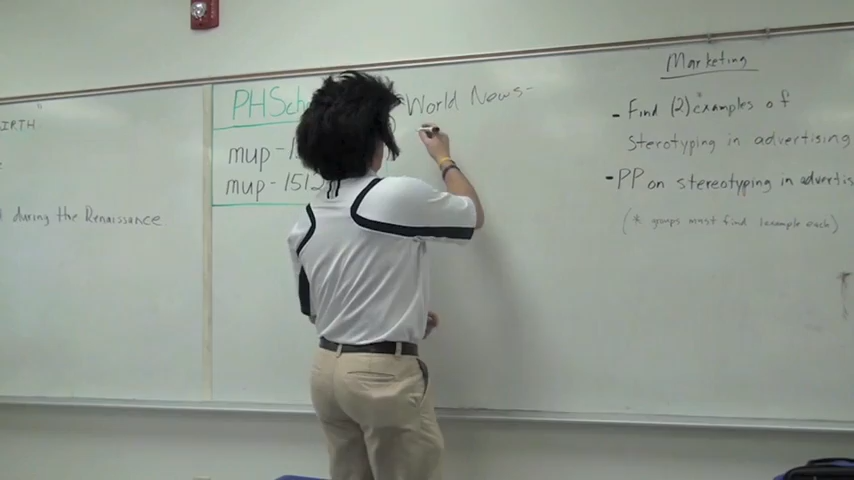 IRTH
during the Renaissance
PHSch
mup -
mup - 1512
World News-
Marketing
- Find (2) examples of
sterotyping in advertising
- PP on stereotyping in advertis
(* groups must find 1 example each)